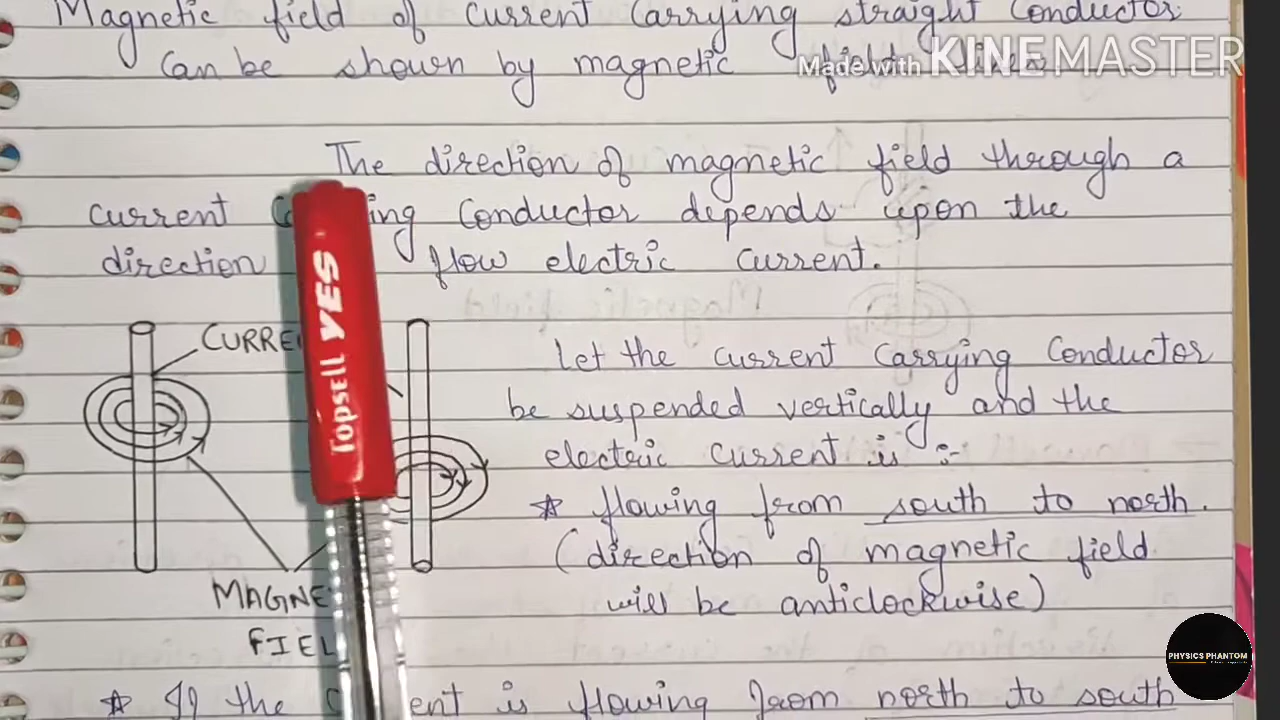 Magnetic field of current carrying straight conductor
can be shown by magnetic field lines
Made with KINEMASTER
The direction of magnetic field through a
current ing conductor depends upon the
direction flow electric current.
CURRE
Let the current carrying conductor
be suspended vertically and the
electric current is :-
* flowing from south to north.
(direction of magnetic field
will be anticlockwise)
MAGNE
FIEL
* If the ent is flowing from north to south
Topsell YES
PHYSICS PHANTOM